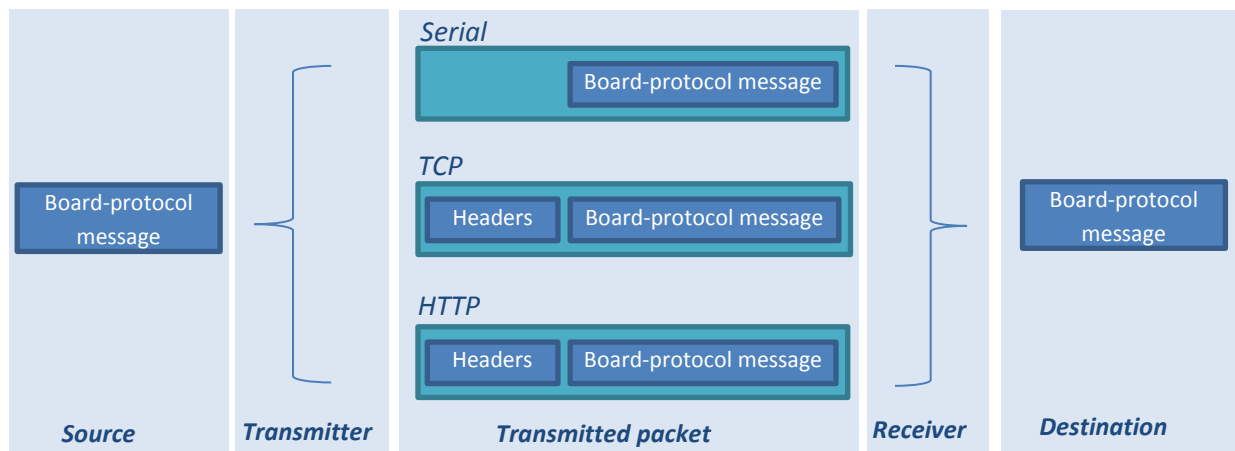 Serial
Board-protocol message
TCP
Board-protocol
message
Headers
Board-protocol message
Board-protocol
message
HTTP
Headers
Board-protocol message
Source
Transmitter
Transmitted packet
Receiver
Destination